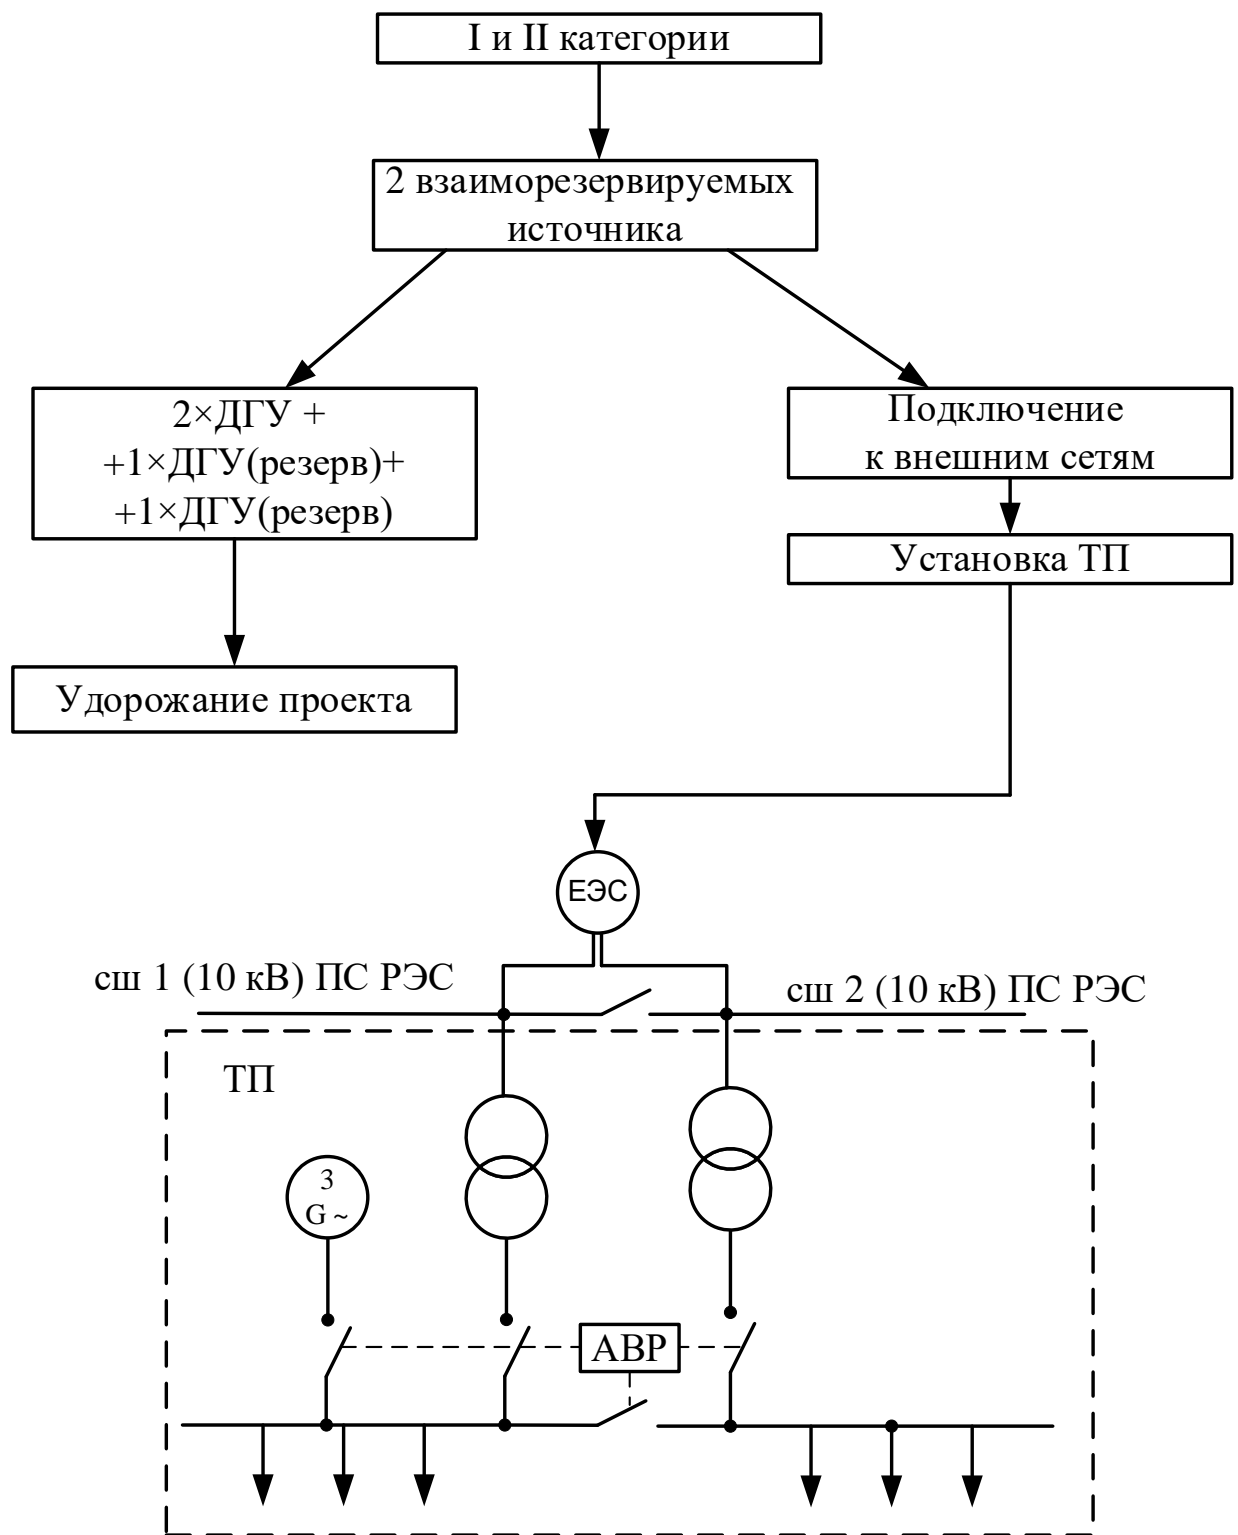 I и II категории
2 взаиморезервируемых
источника
2×ДГУ +
+1×ДГУ(резерв)+
+1×ДГУ(резерв)
Подключение
к внешним сетям
Установка ТП
Удорожание проекта
ЕЭС
сш 1 (10 кВ) ПС РЭС
сш 2 (10 кВ) ПС РЭС
ТП
3
G ~
АВР